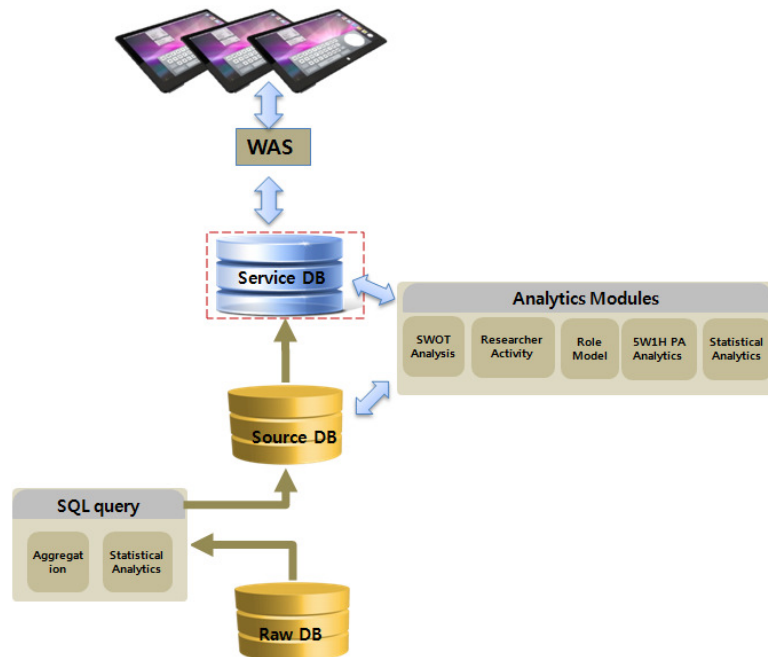 WAS
Service DB
Analytics Modules
SWOT
Analysis
Researcher
Activity
Role
Model
5W1H PA
Analytics
Statistical
Analytics
Source DB
SQL query
Aggregat
ion
Statistical
Analytics
Raw DB